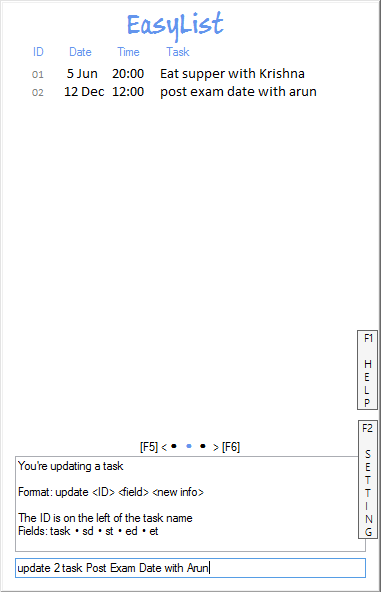 EasyList
ID Date Time Task
01 5 Jun 20:00 Eat supper with Krishna
02 12 Dec 12:00 post exam date with arun
F1
HELP
[F5] < • • • > [F6]
F2
SETTING
You're updating a task
Format: update <ID> <field> <new info>
The ID is on the left of the task name
Fields: task • sd • st • ed • et
update 2 task Post Exam Date with Arun